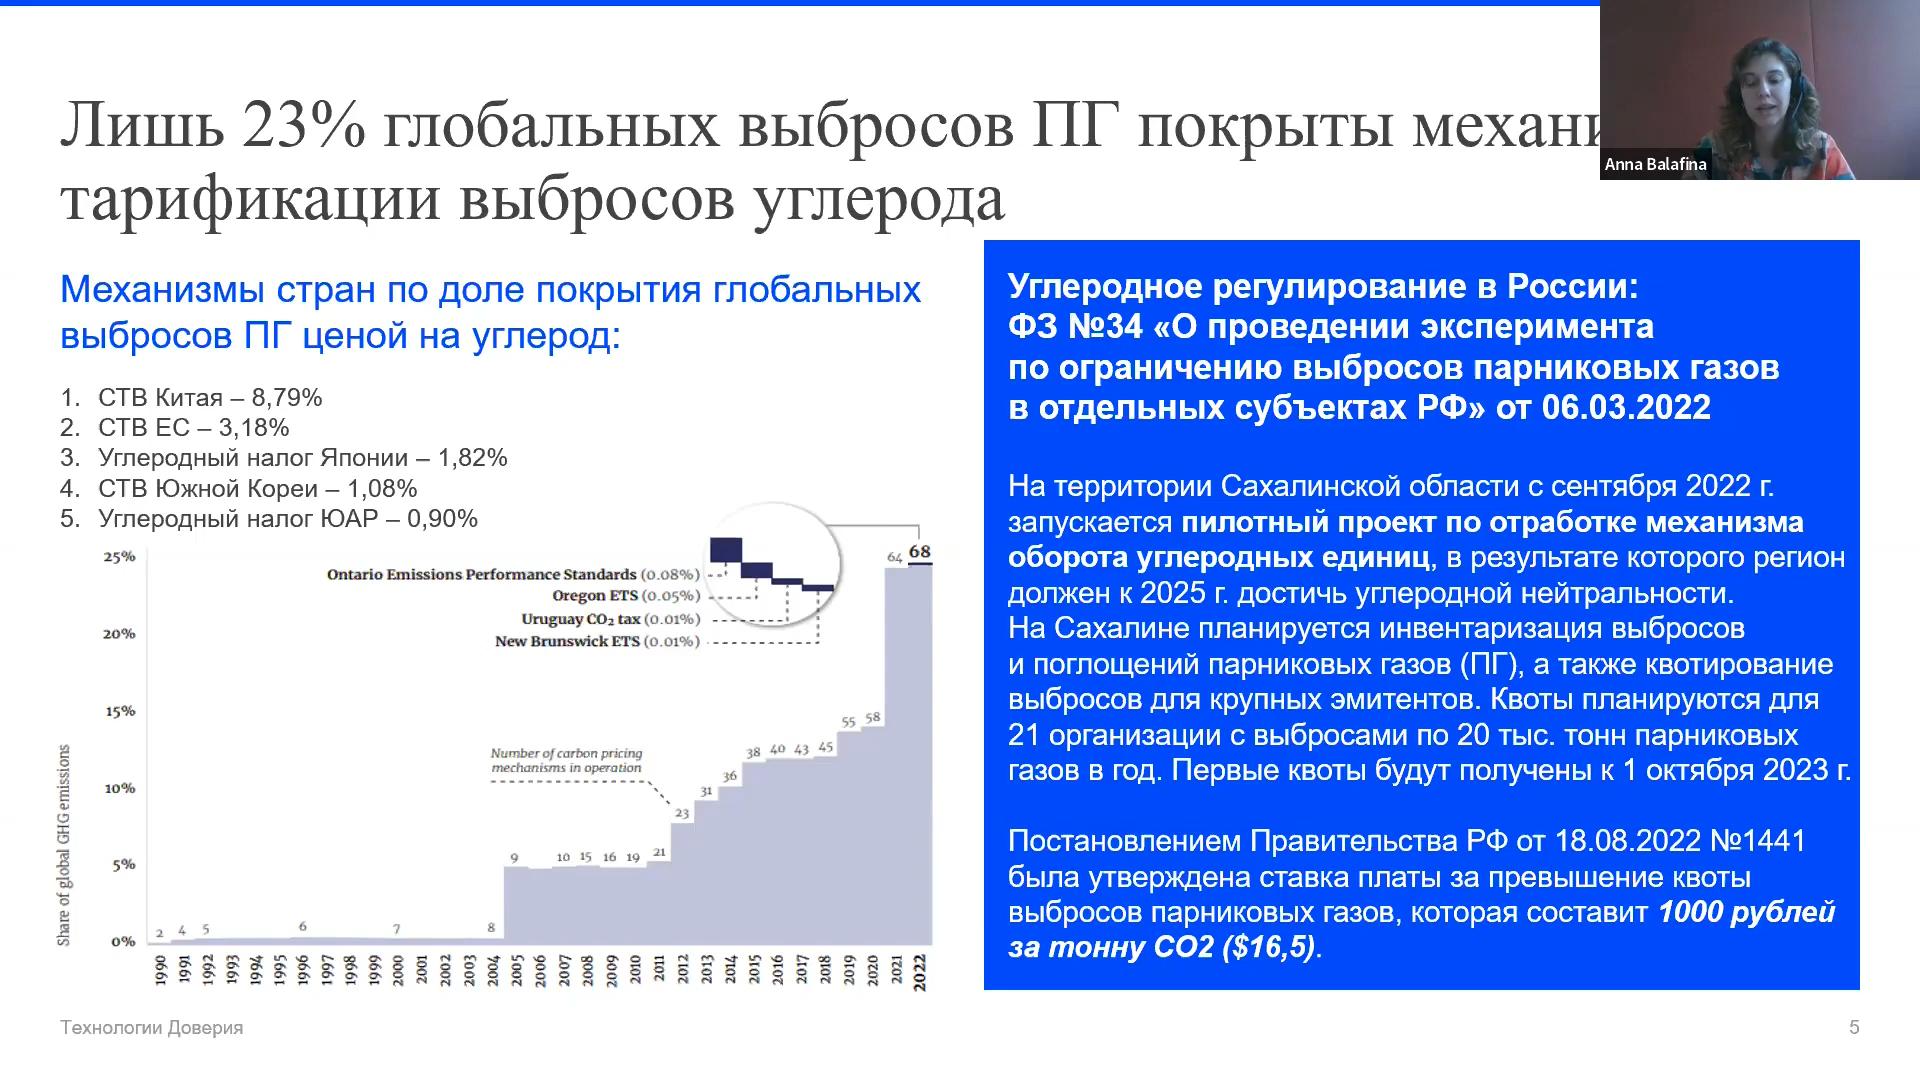 Лишь 23% глобальных выбросов ПГ покрыты
тарификации выбросов углерода
Anna Balafina
Механизмы стран по доле покрытия глобальных
выбросов ПГ ценой на углерод:
1. СТВ Китая – 8,79%
2. СТВ ЕС – 3,18%
3. Углеродный налог Японии – 1,82%
4. СТВ Южной Кореи – 1,08%
5. Углеродный налог ЮАР – 0,90%
Share of global GHG emissions
25%
20%
15%
10%
5%
0%
Ontario Emissions Performance Standards (0.08%)
Oregon ETS (0.05%)
Uruguay CO₂ tax (0.01%)
New Brunswick ETS (0.01%)
Number of carbon pricing
mechanisms in operation
2 4 5 6 7 8 9 10 15 16 19 21 23 31 36 38 40 43 45 55 58 64 68
1990 1991 1992 1993 1994 1995 1996 1997 1998 1999 2000 2001 2002 2003 2004 2005 2006 2007 2008 2009 2010 2011 2012 2013 2014 2015 2016 2017 2018 2019 2020 2021 2022
Углеродное регулирование в России:
ФЗ №34 «О проведении эксперимента
по ограничению выбросов парниковых газов
в отдельных субъектах РФ» от 06.03.2022
На территории Сахалинской области с сентября 2022 г.
запускается пилотный проект по отработке механизма
оборота углеродных единиц, в результате которого регион
должен к 2025 г. достичь углеродной нейтральности.
На Сахалине планируется инвентаризация выбросов
и поглощений парниковых газов (ПГ), а также квотирование
выбросов для крупных эмитентов. Квоты планируются для
21 организации с выбросами по 20 тыс. тонн парниковых
газов в год. Первые квоты будут получены к 1 октября 2023 г.
Постановлением Правительства РФ от 18.08.2022 №1441
была утверждена ставка платы за превышение квоты
выбросов парниковых газов, которая составит 1000 рублей
за тонну СО2 ($16,5).
Технологии Доверия
5